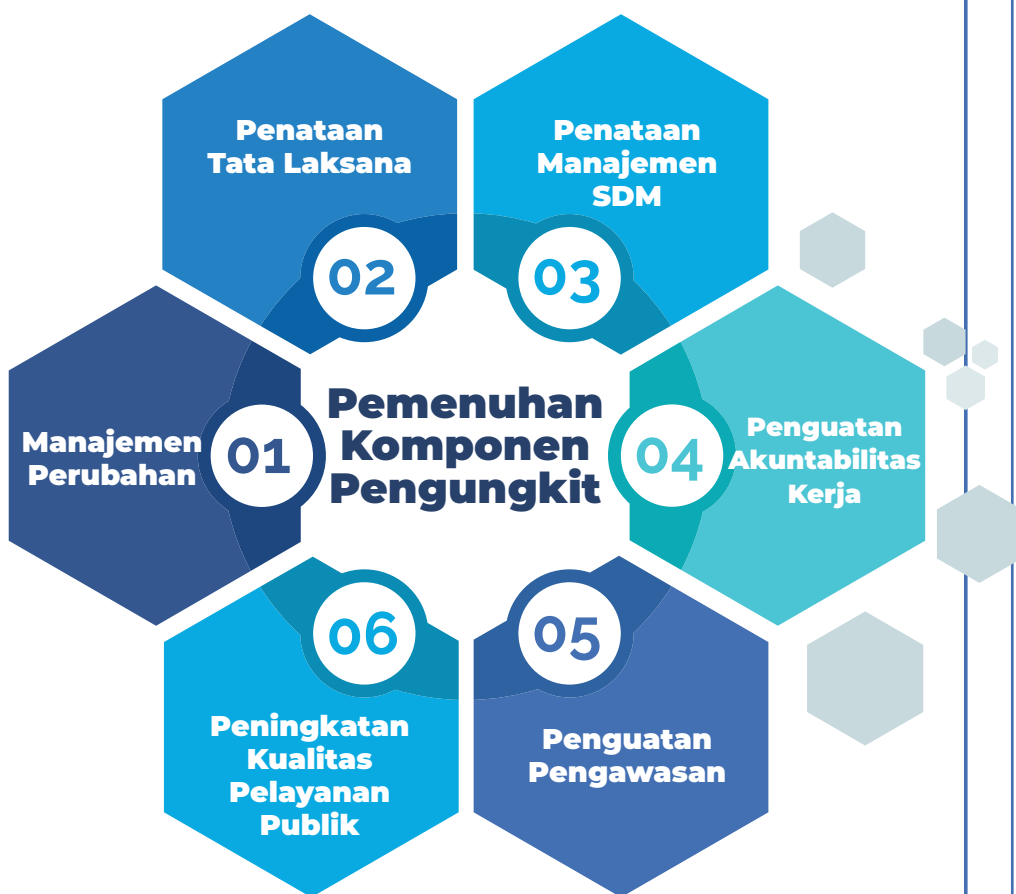 Pemenuhan
Komponen
Pengungkit
01
Manajemen
Perubahan
02
Penataan
Tata Laksana
03
Penataan
Manajemen
SDM
04
Penguatan
Akuntabilitas
Kerja
05
Penguatan
Pengawasan
06
Peningkatan
Kualitas
Pelayanan
Publik